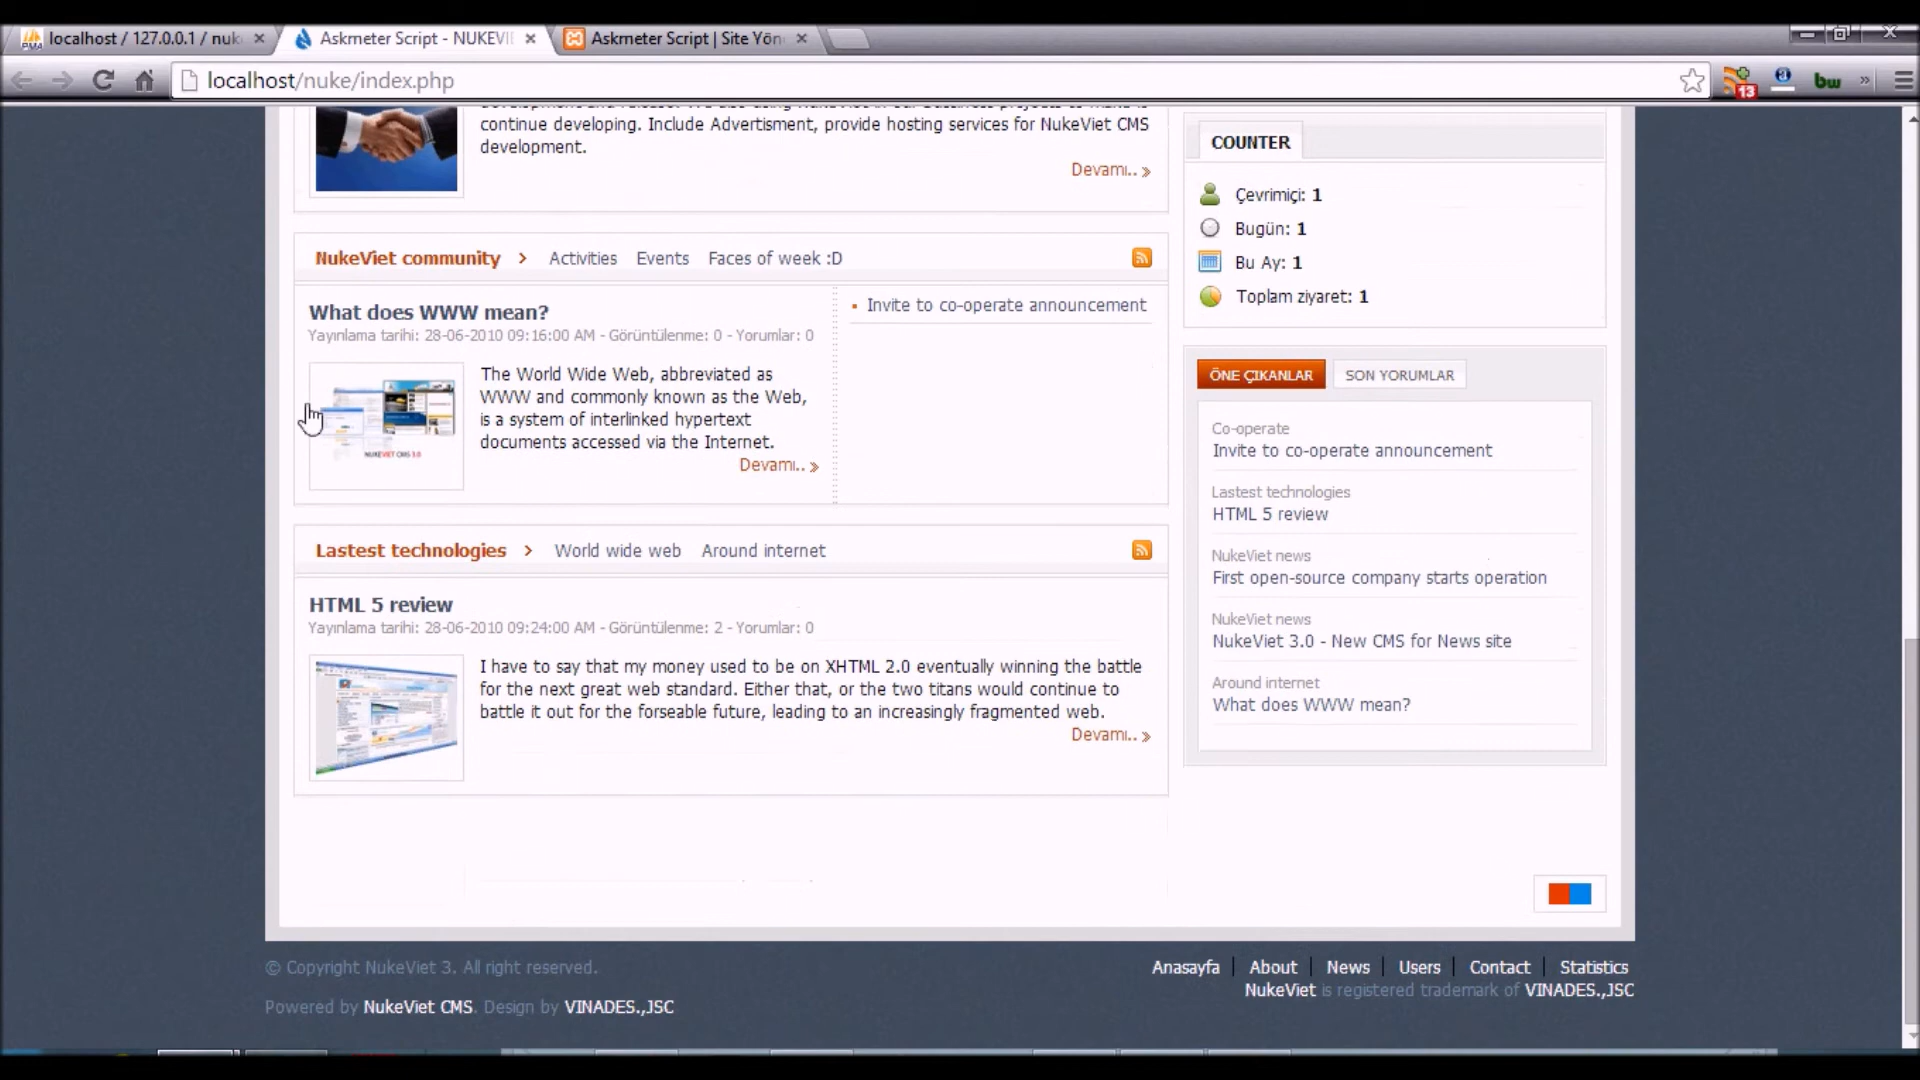 localhost / 127.0.0.1 / nuk
Askmeter Script - NUKEVI
Askmeter Script | Site Yön
localhost/nuke/index.php
13
bw
continue developing. Include Advertisment, provide hosting services for NukeViet CMS
development.
Devamı.. »
NukeViet community > Activities Events Faces of week :D
What does WWW mean?
Yayınlama tarihi: 28-06-2010 09:16:00 AM - Görüntülenme: 0 - Yorumlar: 0
The World Wide Web, abbreviated as
WWW and commonly known as the Web,
is a system of interlinked hypertext
documents accessed via the Internet.
Devamı.. »
NUKEVIET CMS 3.0
Invite to co-operate announcement
Lastest technologies > World wide web Around internet
HTML 5 review
Yayınlama tarihi: 28-06-2010 09:24:00 AM - Görüntülenme: 2 - Yorumlar: 0
I have to say that my money used to be on XHTML 2.0 eventually winning the battle
for the next great web standard. Either that, or the two titans would continue to
battle it out for the forseable future, leading to an increasingly fragmented web.
Devamı.. »
COUNTER
Çevrimiçi: 1
Bugün: 1
Bu Ay: 1
Toplam ziyaret: 1
ÖNE ÇIKANLAR
SON YORUMLAR
Co-operate
Invite to co-operate announcement
Lastest technologies
HTML 5 review
NukeViet news
First open-source company starts operation
NukeViet news
NukeViet 3.0 - New CMS for News site
Around internet
What does WWW mean?
© Copyright NukeViet 3. All right reserved.
Powered by NukeViet CMS. Design by VINADES.,JSC
Anasayfa | About | News | Users | Contact | Statistics
NukeViet is registered trademark of VINADES.,JSC